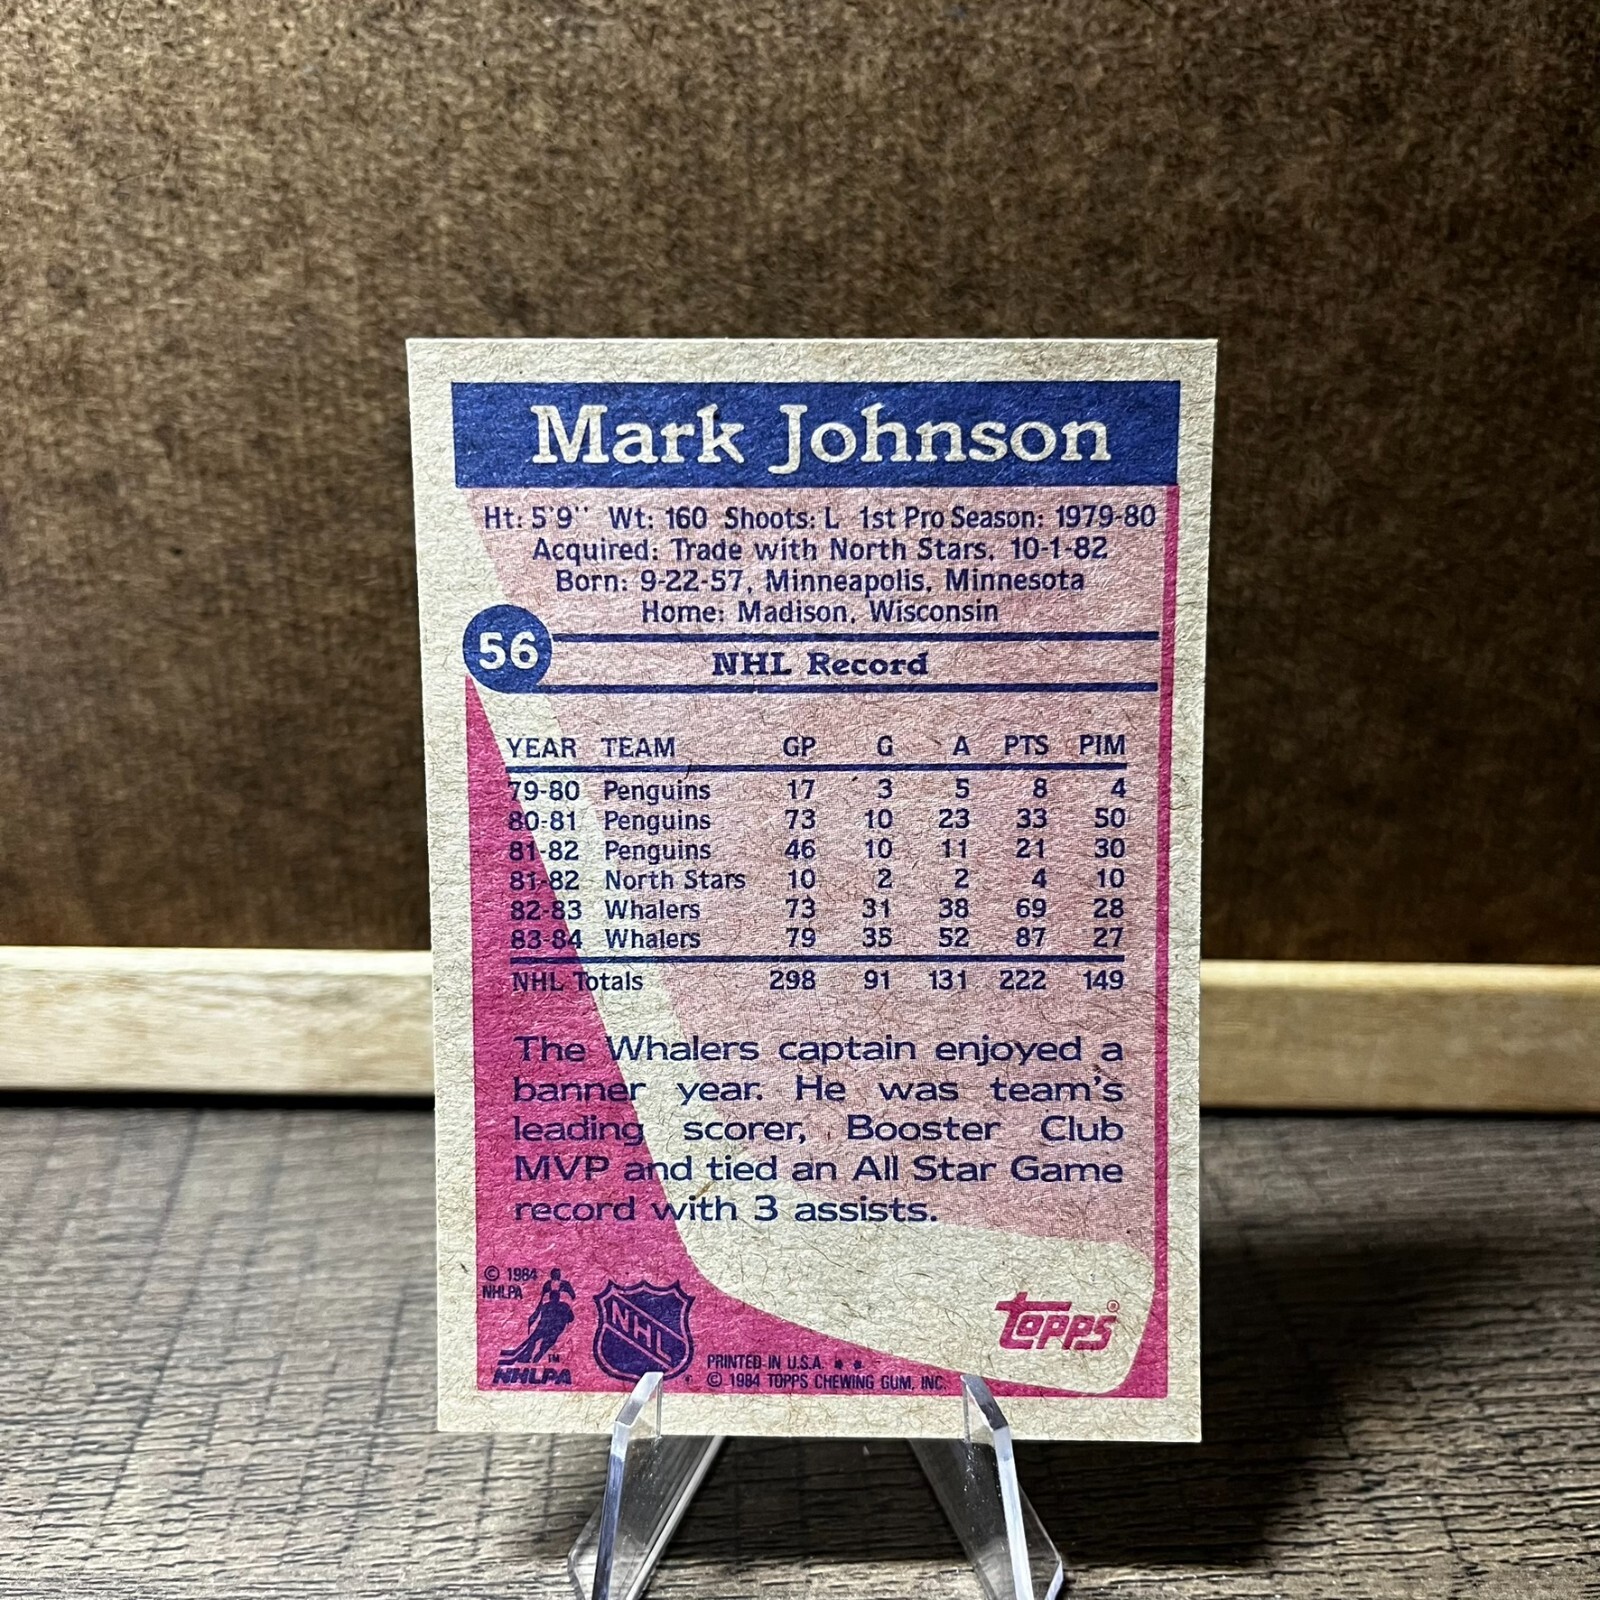 Mark Johnson
Ht: 5'9'' Wt: 160 Shoots: L 1st Pro Season: 1979-80
Acquired: Trade with North Stars, 10-1-82
Born: 9-22-57, Minneapolis, Minnesota
Home: Madison, Wisconsin
56
NHL Record
YEAR TEAM GP G A PTS PIM
79-80 Penguins 17 3 5 8 4
80-81 Penguins 73 10 23 33 50
81-82 Penguins 46 10 11 21 30
81-82 North Stars 10 2 2 4 10
82-83 Whalers 73 31 38 69 28
83-84 Whalers 79 35 52 87 27
NHL Totals 298 91 131 222 149
The Whalers captain enjoyed a
banner year. He was team's
leading scorer, Booster Club
MVP and tied an All Star Game
record with 3 assists.
© 1984
NHLPA
TM
NHLPA
NHL
PRINTED IN U.S.A. * *
© 1984 TOPPS CHEWING GUM, INC.
topps®